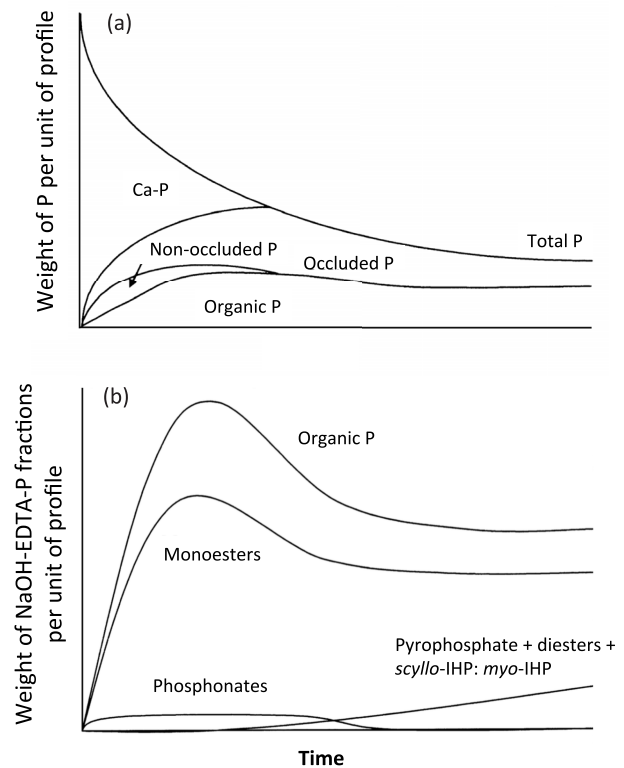 (a)
Weight of P per unit of profile
Ca-P
Non-occluded P
Occluded P
Total P
Organic P
(b)
Weight of NaOH-EDTA-P fractions
per unit of profile
Organic P
Monoesters
Pyrophosphate + diesters +
scyllo-IHP: myo-IHP
Phosphonates
Time